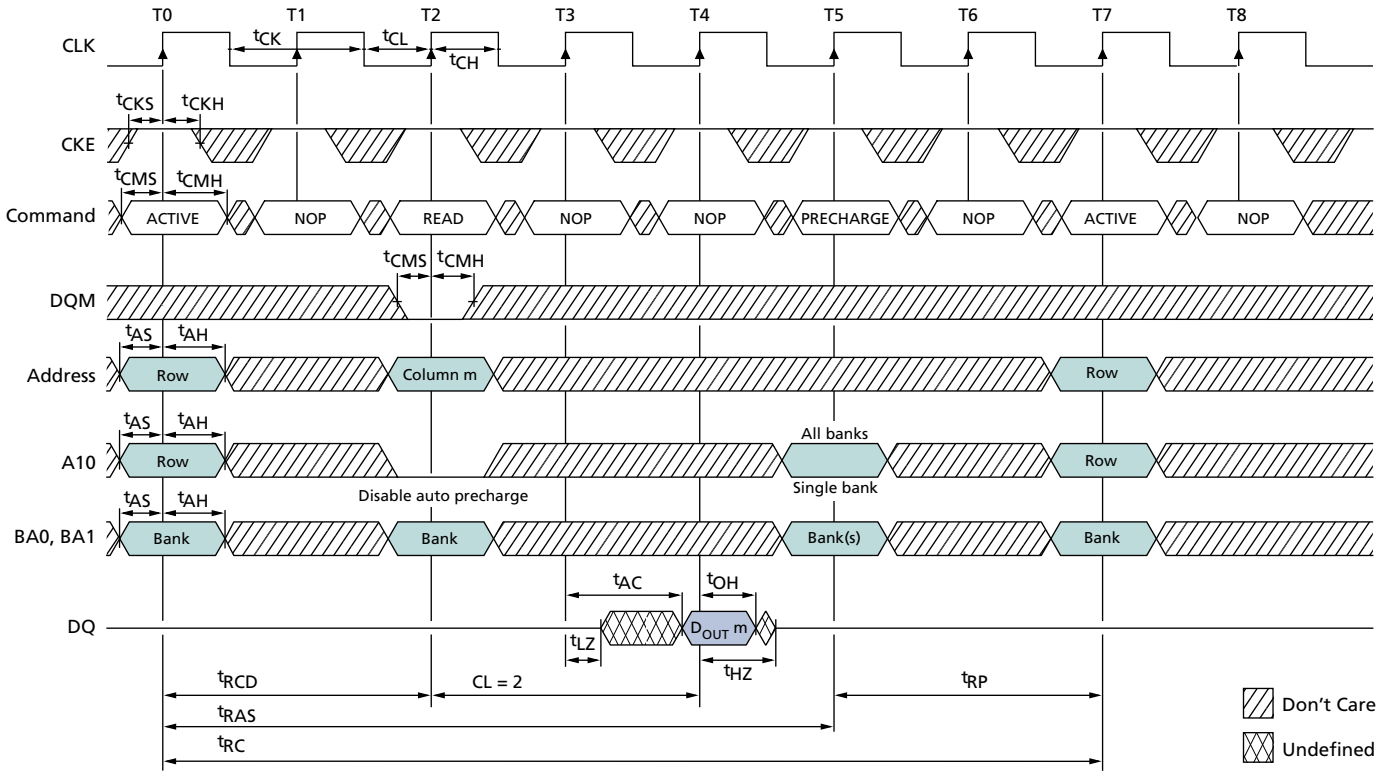 T0 T1 T2 T3 T4 T5 T6 T7 T8
CLK
tCK tCL
tCH
tCKS tCKH
CKE
tCMS tCMH
Command ACTIVE NOP READ NOP NOP PRECHARGE NOP ACTIVE NOP
tCMS tCMH
DQM
tAS tAH
Address Row Column m Row
tAS tAH
All banks
A10 Row Row
Disable auto precharge Single bank
tAS tAH
BA0, BA1 Bank Bank Bank(s) Bank
tAC tOH
DQ DOUT m
tLZ tHZ
tRCD CL = 2 tRP
tRAS
Don't Care
tRC
Undefined